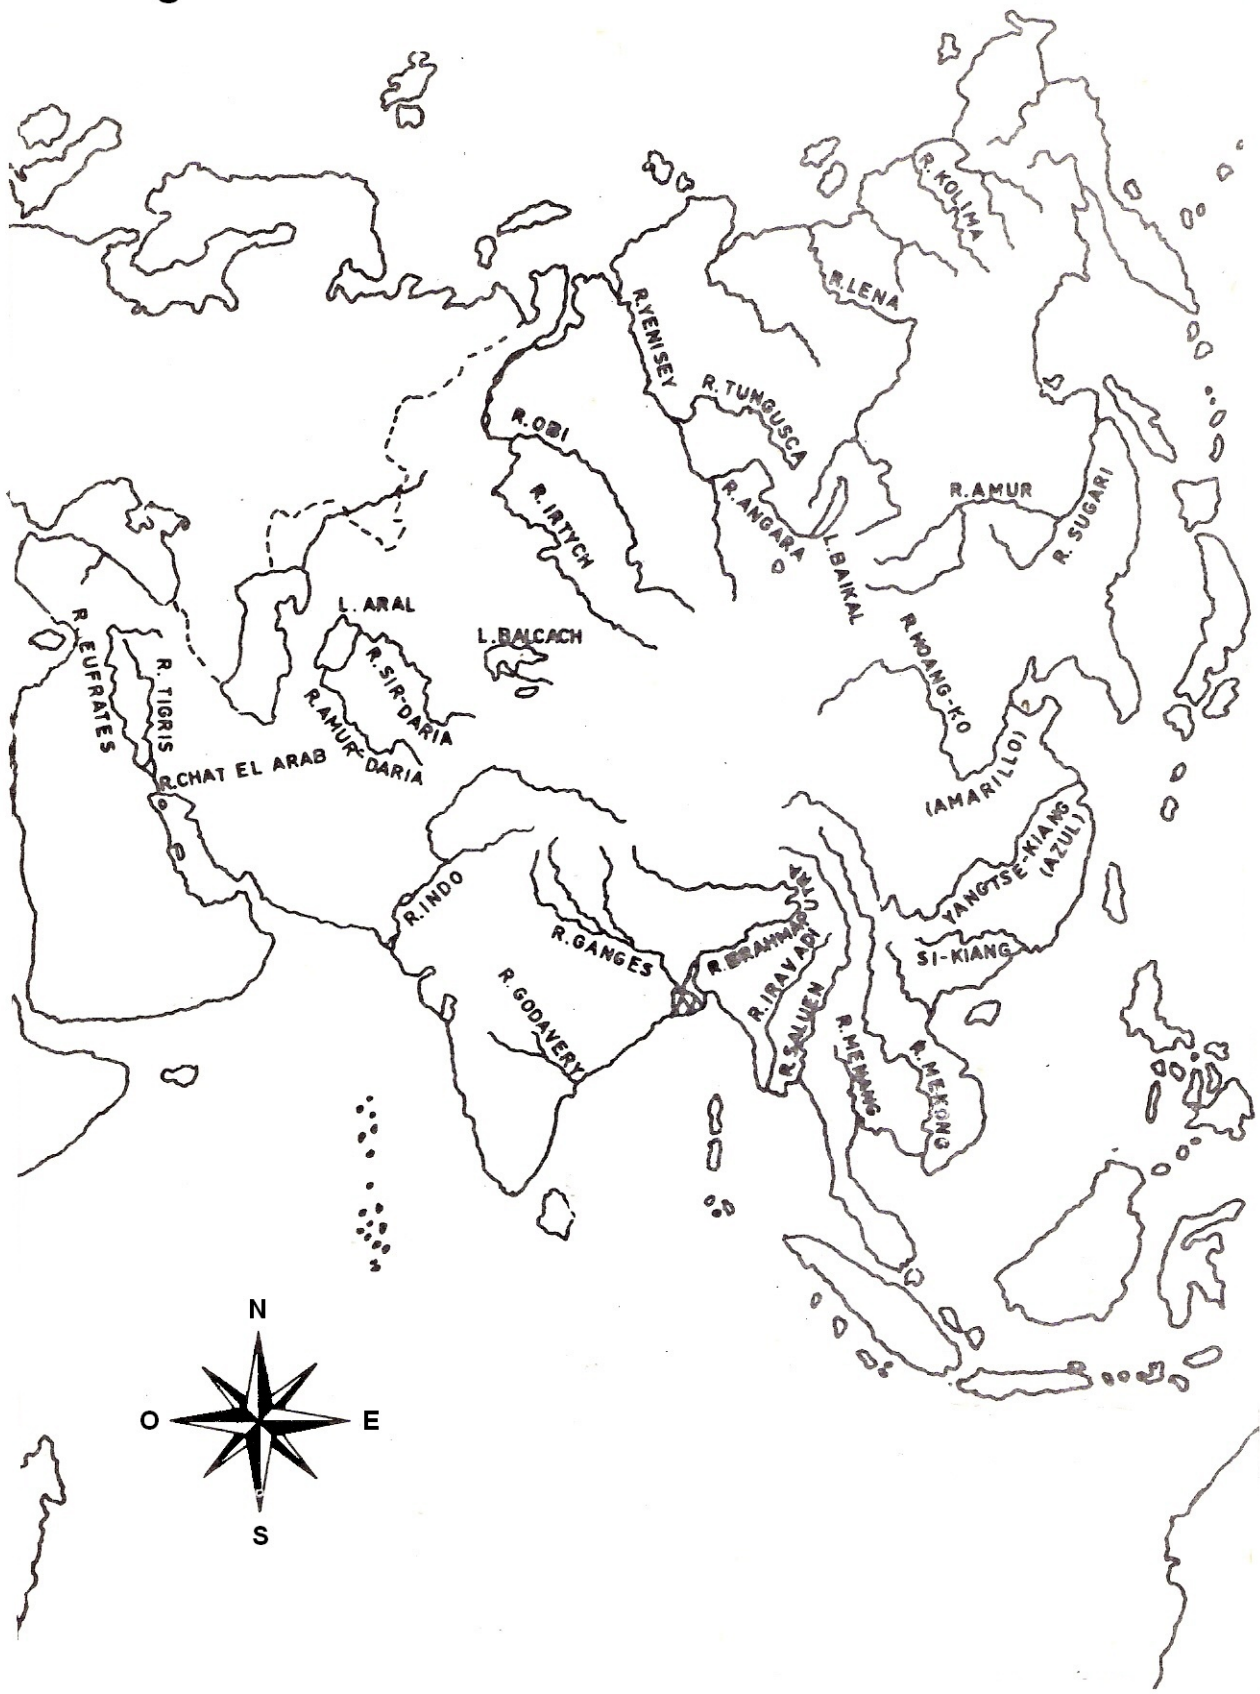 R. KOLIMA
R. LENA
R. YENISEY
R. TUNGUSCA
R. OBI
R. ANGARA
R. AMUR
R. SUGARI
R. IRTYCH
L. BAIKAL
L. ARAL
L. BALCACH
R. EUFRATES
R. TIGRIS
R. SIR-DARIA
R. AMUR-DARIA
R. HOANG-KO
(AMARILLO)
R. CHAT EL ARAB
YANGTSE-KIANG
(AZUL)
R. INDO
R. GANGES
R. BRAHMAPUTRA
SI-KIANG
R. IRAVADI
R. GODAVERY
R. SALUEN
R. MENANG
R. MEKONG
N
O
E
S